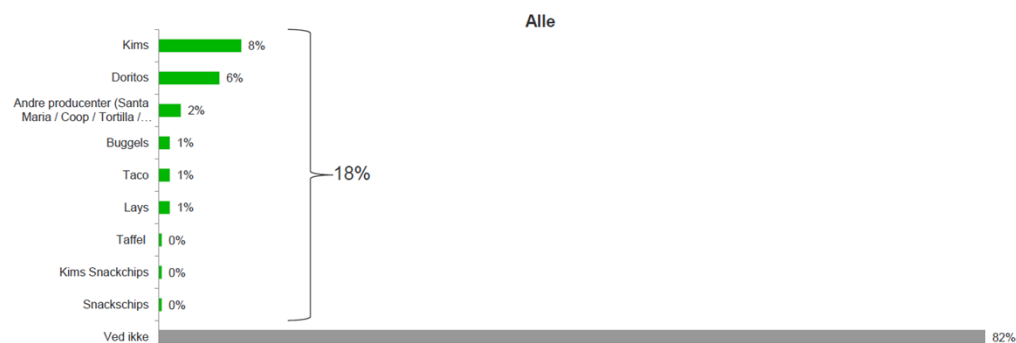 Alle
Kims 8%
Doritos 6%
Andre producenter (Santa
Maria / Coop / Tortilla /… 2%
Buggels 1%
Taco 1%
18%
Lays 1%
Taffel 0%
Kims Snackchips 0%
Snackschips 0%
Ved ikke 82%